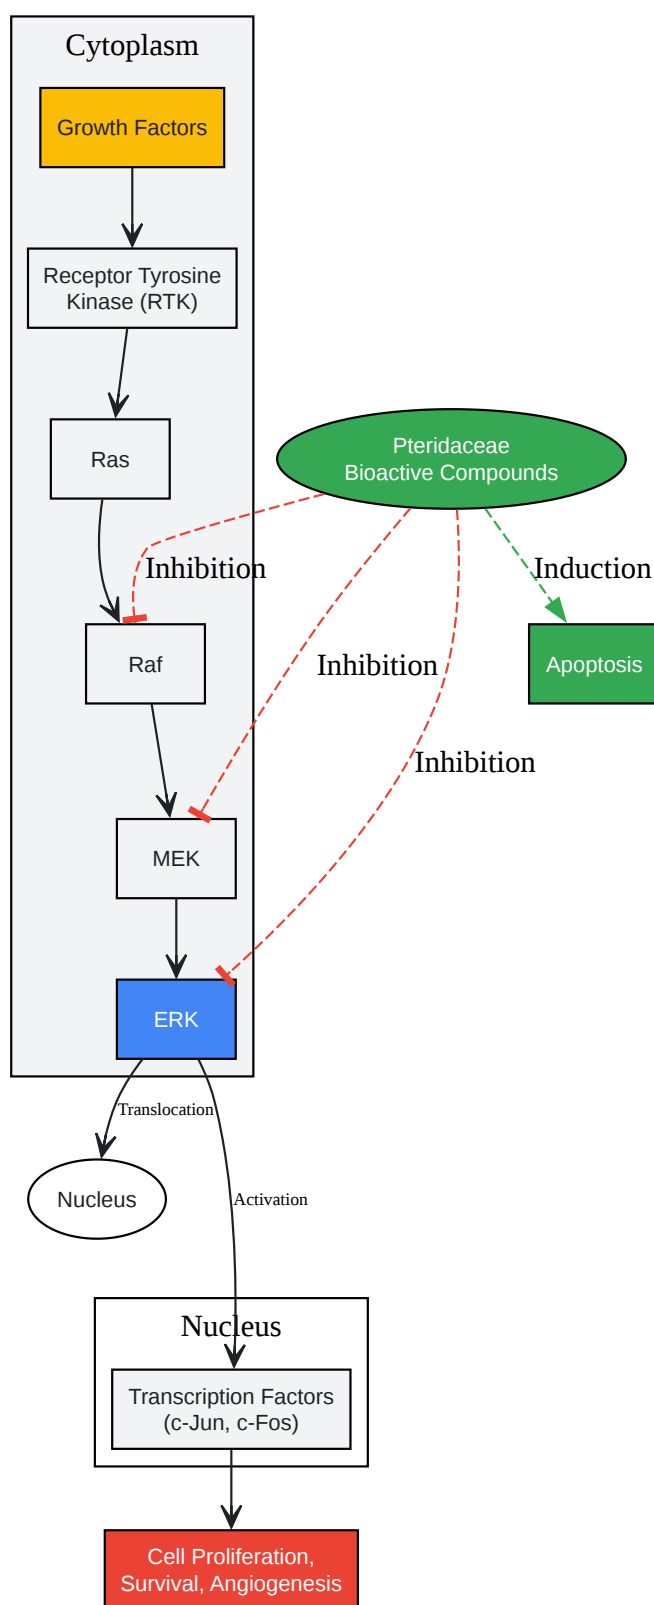 Cytoplasm
Growth Factors
Receptor Tyrosine
Kinase (RTK)
Ras
Pteridaceae
Bioactive Compounds
Inhibition
Induction
Raf
Inhibition
Apoptosis
Inhibition
MEK
ERK
Translocation
Nucleus
Activation
Nucleus
Transcription Factors
(c-Jun, c-Fos)
Cell Proliferation,
Survival, Angiogenesis